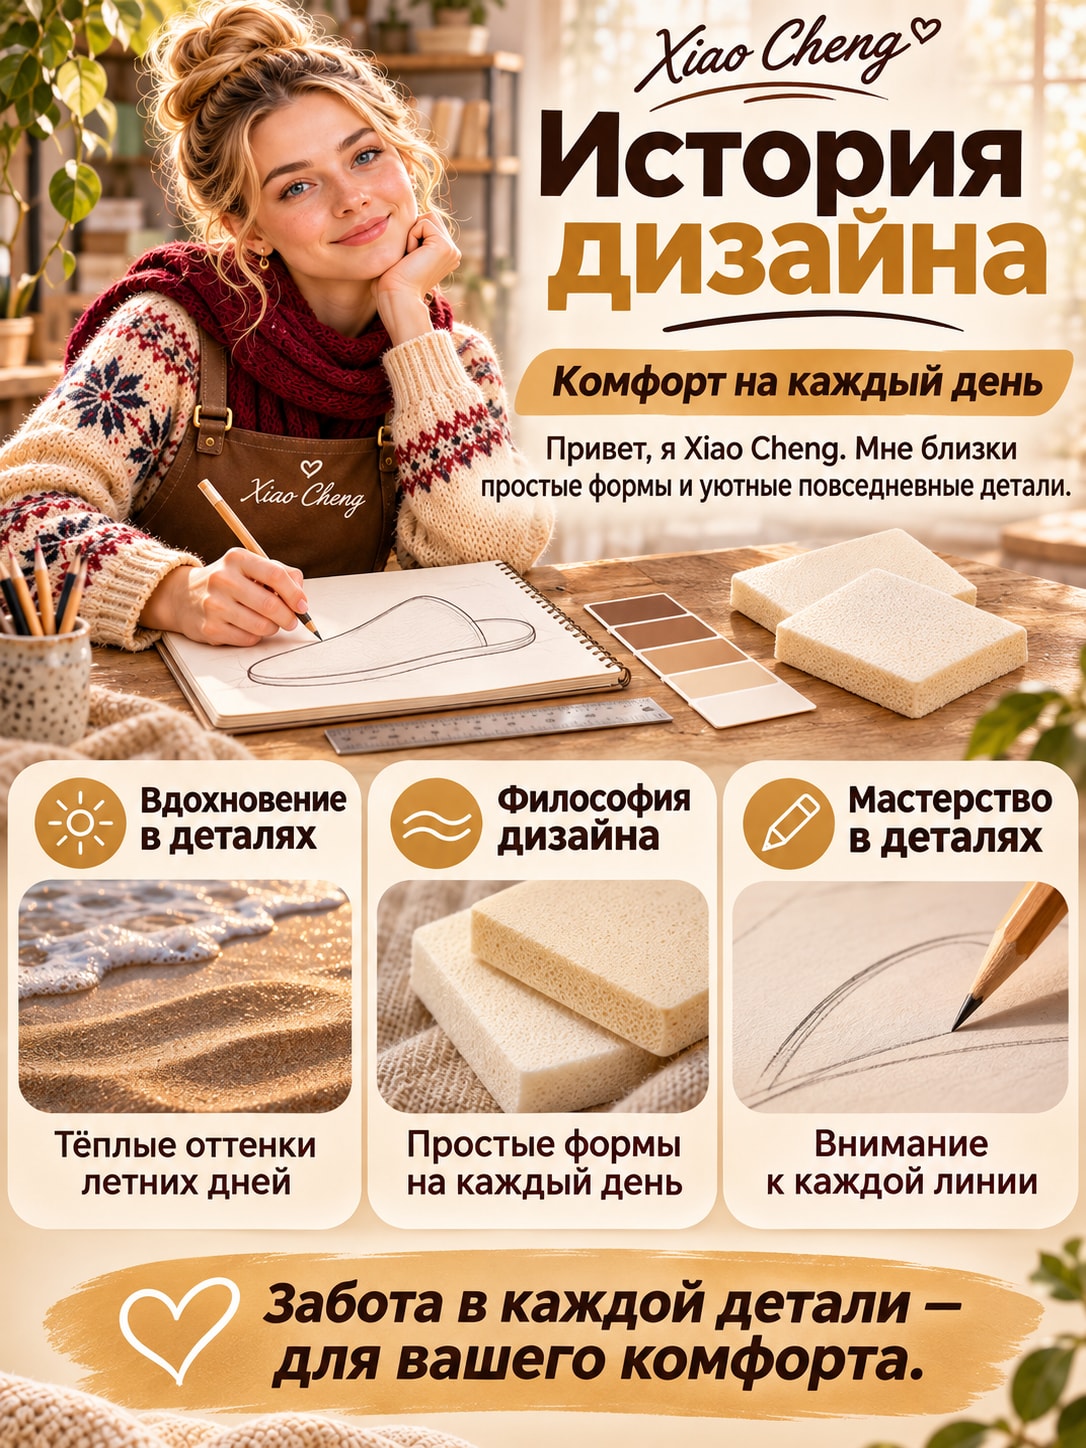 Xiao Cheng
История
дизайна
Комфорт на каждый день
Привет, я Xiao Cheng. Мне близки
простые формы и уютные повседневные детали.
Xiao Cheng
Вдохновение
в деталях
Тёплые оттенки
летних дней
Философия
дизайна
Простые формы
на каждый день
Мастерство
в деталях
Внимание
к каждой линии
Забота в каждой детали –
для вашего комфорта.